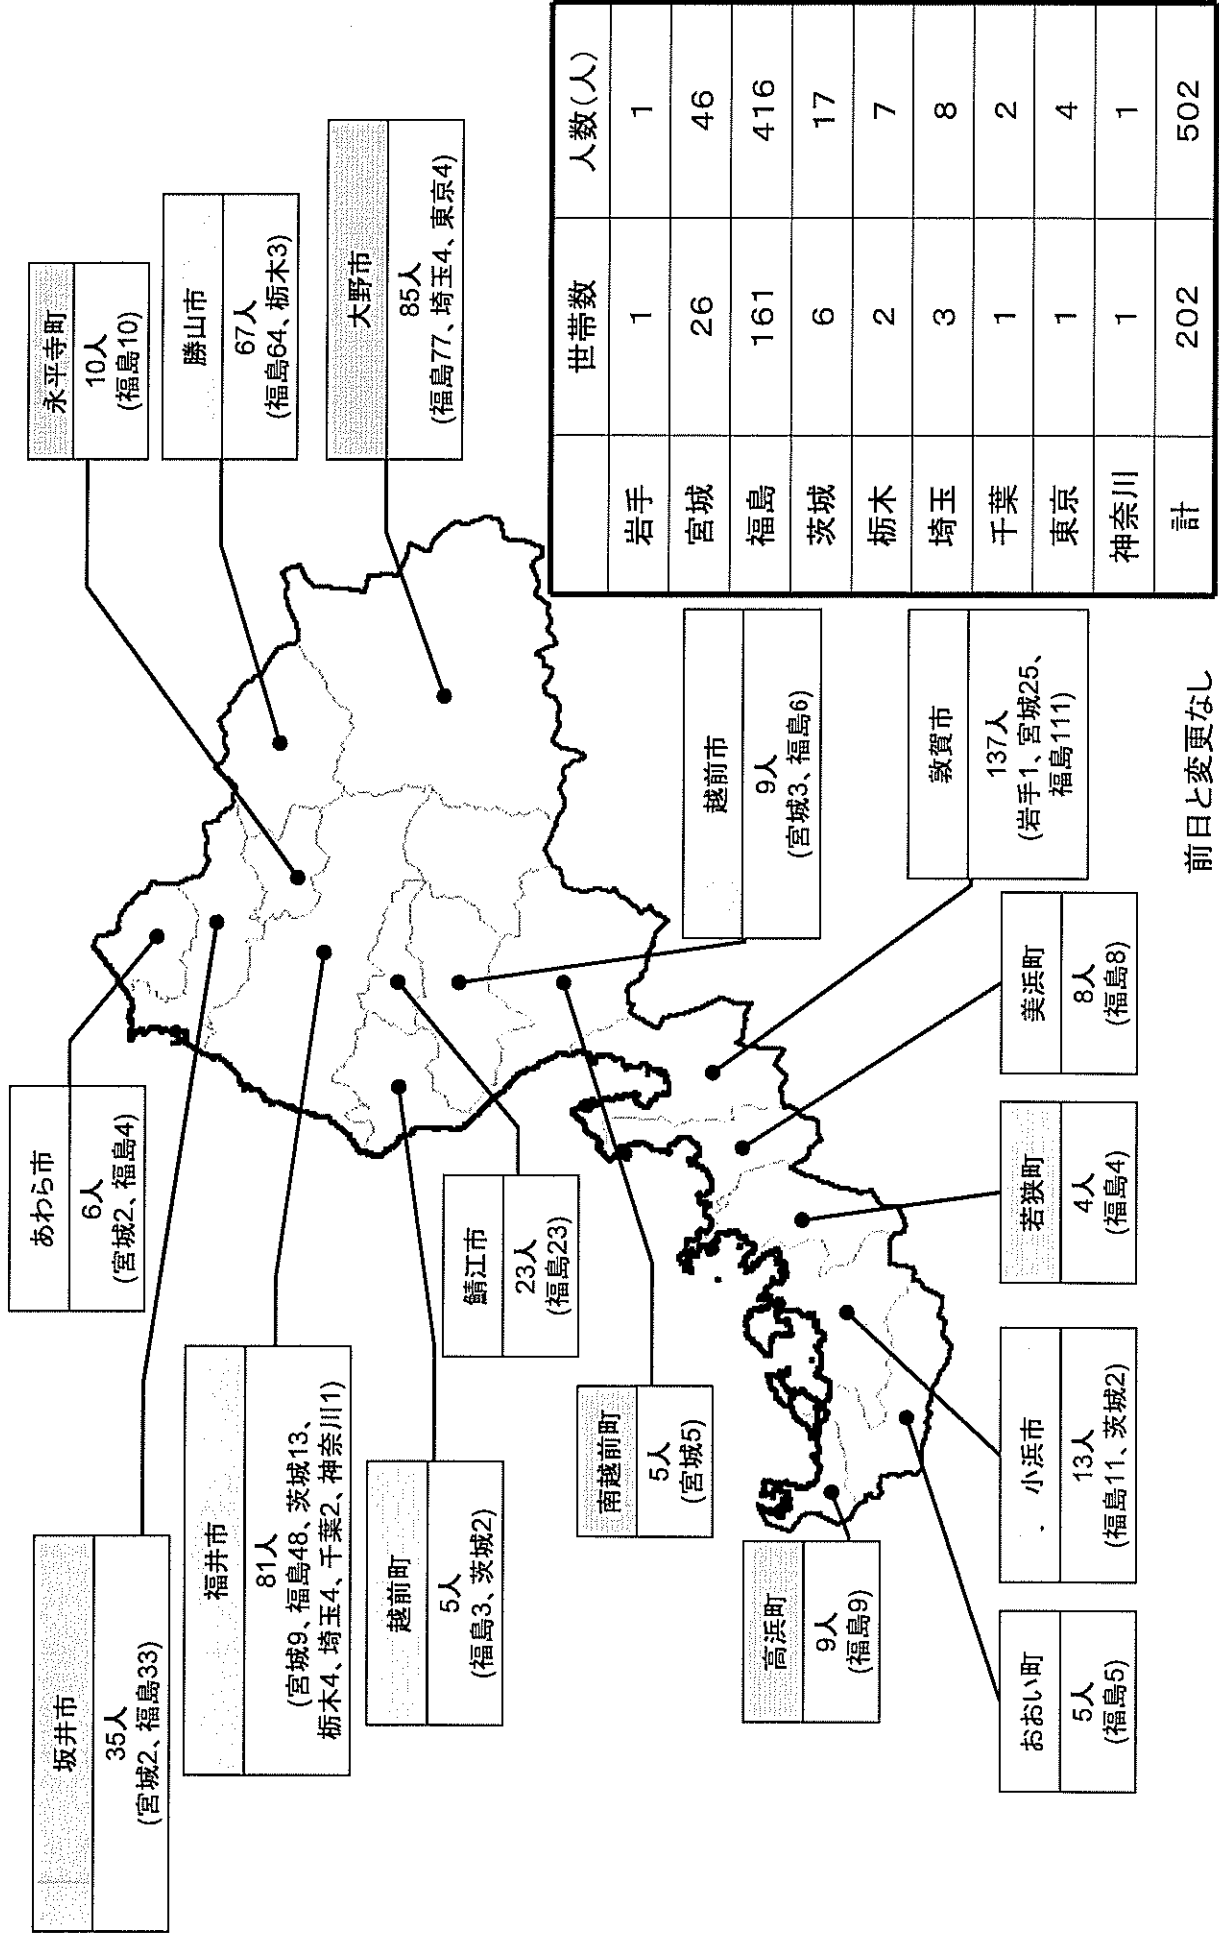 あわら市
6人
(宮城2、福島4)
坂井市
35人
(宮城2、福島33)
福井市
81人
(宮城9、福島48、茨城13、
栃木4、埼玉4、千葉2、神奈川1)
越前町
5人
(福島3、茨城2)
鯖江市
23人
(福島23)
南越前町
5人
(宮城5)
高浜町
9人
(福島9)
おおい町
5人
(福島5)
小浜市
13人
(福島11、茨城2)
若狭町
4人
(福島4)
美浜町
8人
(福島8)
敦賀市
137人
(岩手1、宮城25、
福島111)
越前市
9人
(宮城3、福島6)
永平寺町
10人
(福島10)
勝山市
67人
(福島64、栃木3)
大野市
85人
(福島77、埼玉4、東京4)
世帯数 人数(人)
岩手 1 1
宮城 26 46
福島 161 416
茨城 6 17
栃木 2 7
埼玉 3 8
千葉 1 2
東京 1 4
神奈川 1 1
計 202 502
前日と変更なし